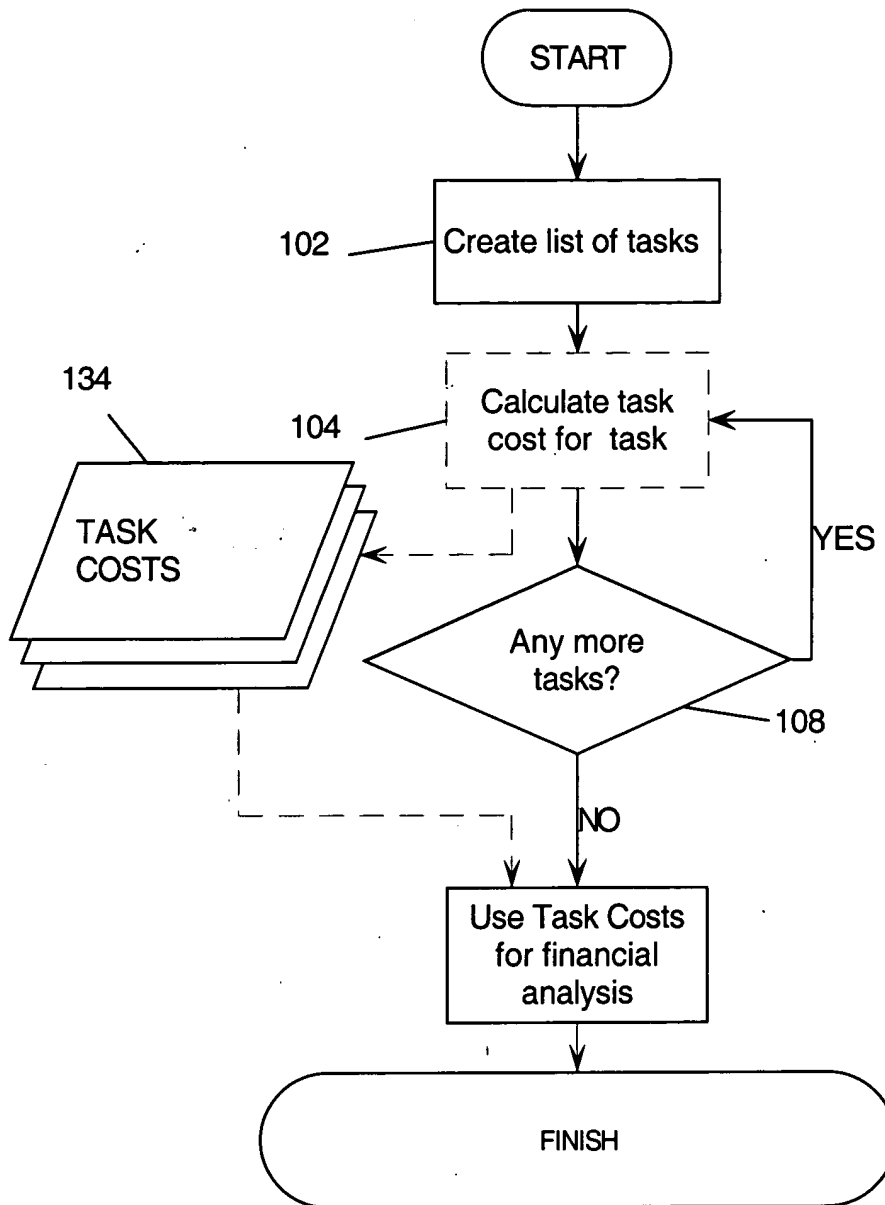 START
102
Create list of tasks
134
104
Calculate task
cost for task
TASK
COSTS
YES
Any more
tasks?
108
NO
Use Task Costs
for financial
analysis
FINISH